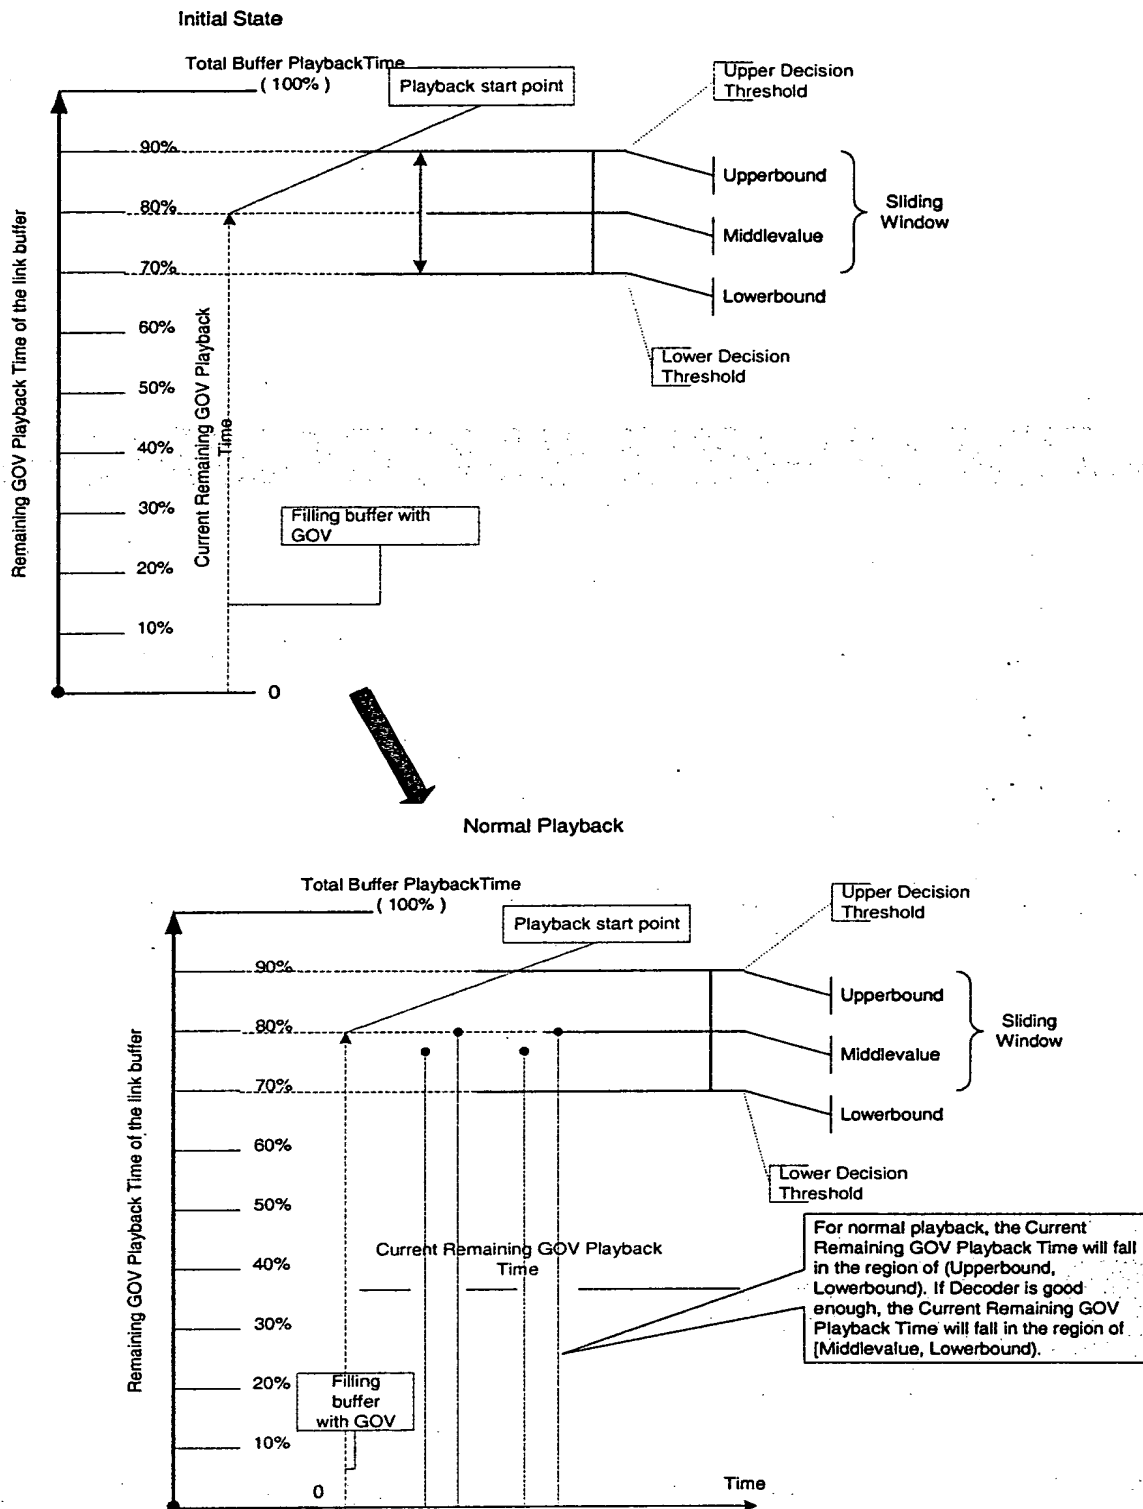 Initial State
Total Buffer PlaybackTime
( 100% )
Playback start point
Upper Decision
Threshold
90%
Upperbound
80%
Middlevalue
Sliding
Window
70%
Lowerbound
60%
Lower Decision
Threshold
50%
40%
30%
20%
10%
0
Remaining GOV Playback Time of the link buffer
Current Remaining GOV Playback
Time
Filling buffer with
GOV
Normal Playback
Total Buffer PlaybackTime
( 100% )
Playback start point
Upper Decision
Threshold
90%
Upperbound
80%
Middlevalue
Sliding
Window
70%
Lowerbound
60%
Lower Decision
Threshold
50%
40%
30%
20%
10%
0
Remaining GOV Playback Time of the link buffer
Current Remaining GOV Playback
Time
For normal playback, the Current
Remaining GOV Playback Time will fall
in the region of (Upperbound,
Lowerbound). If Decoder is good
enough, the Current Remaining GOV
Playback Time will fall in the region of
[Middlevalue, Lowerbound).
Filling
buffer
with GOV
Time